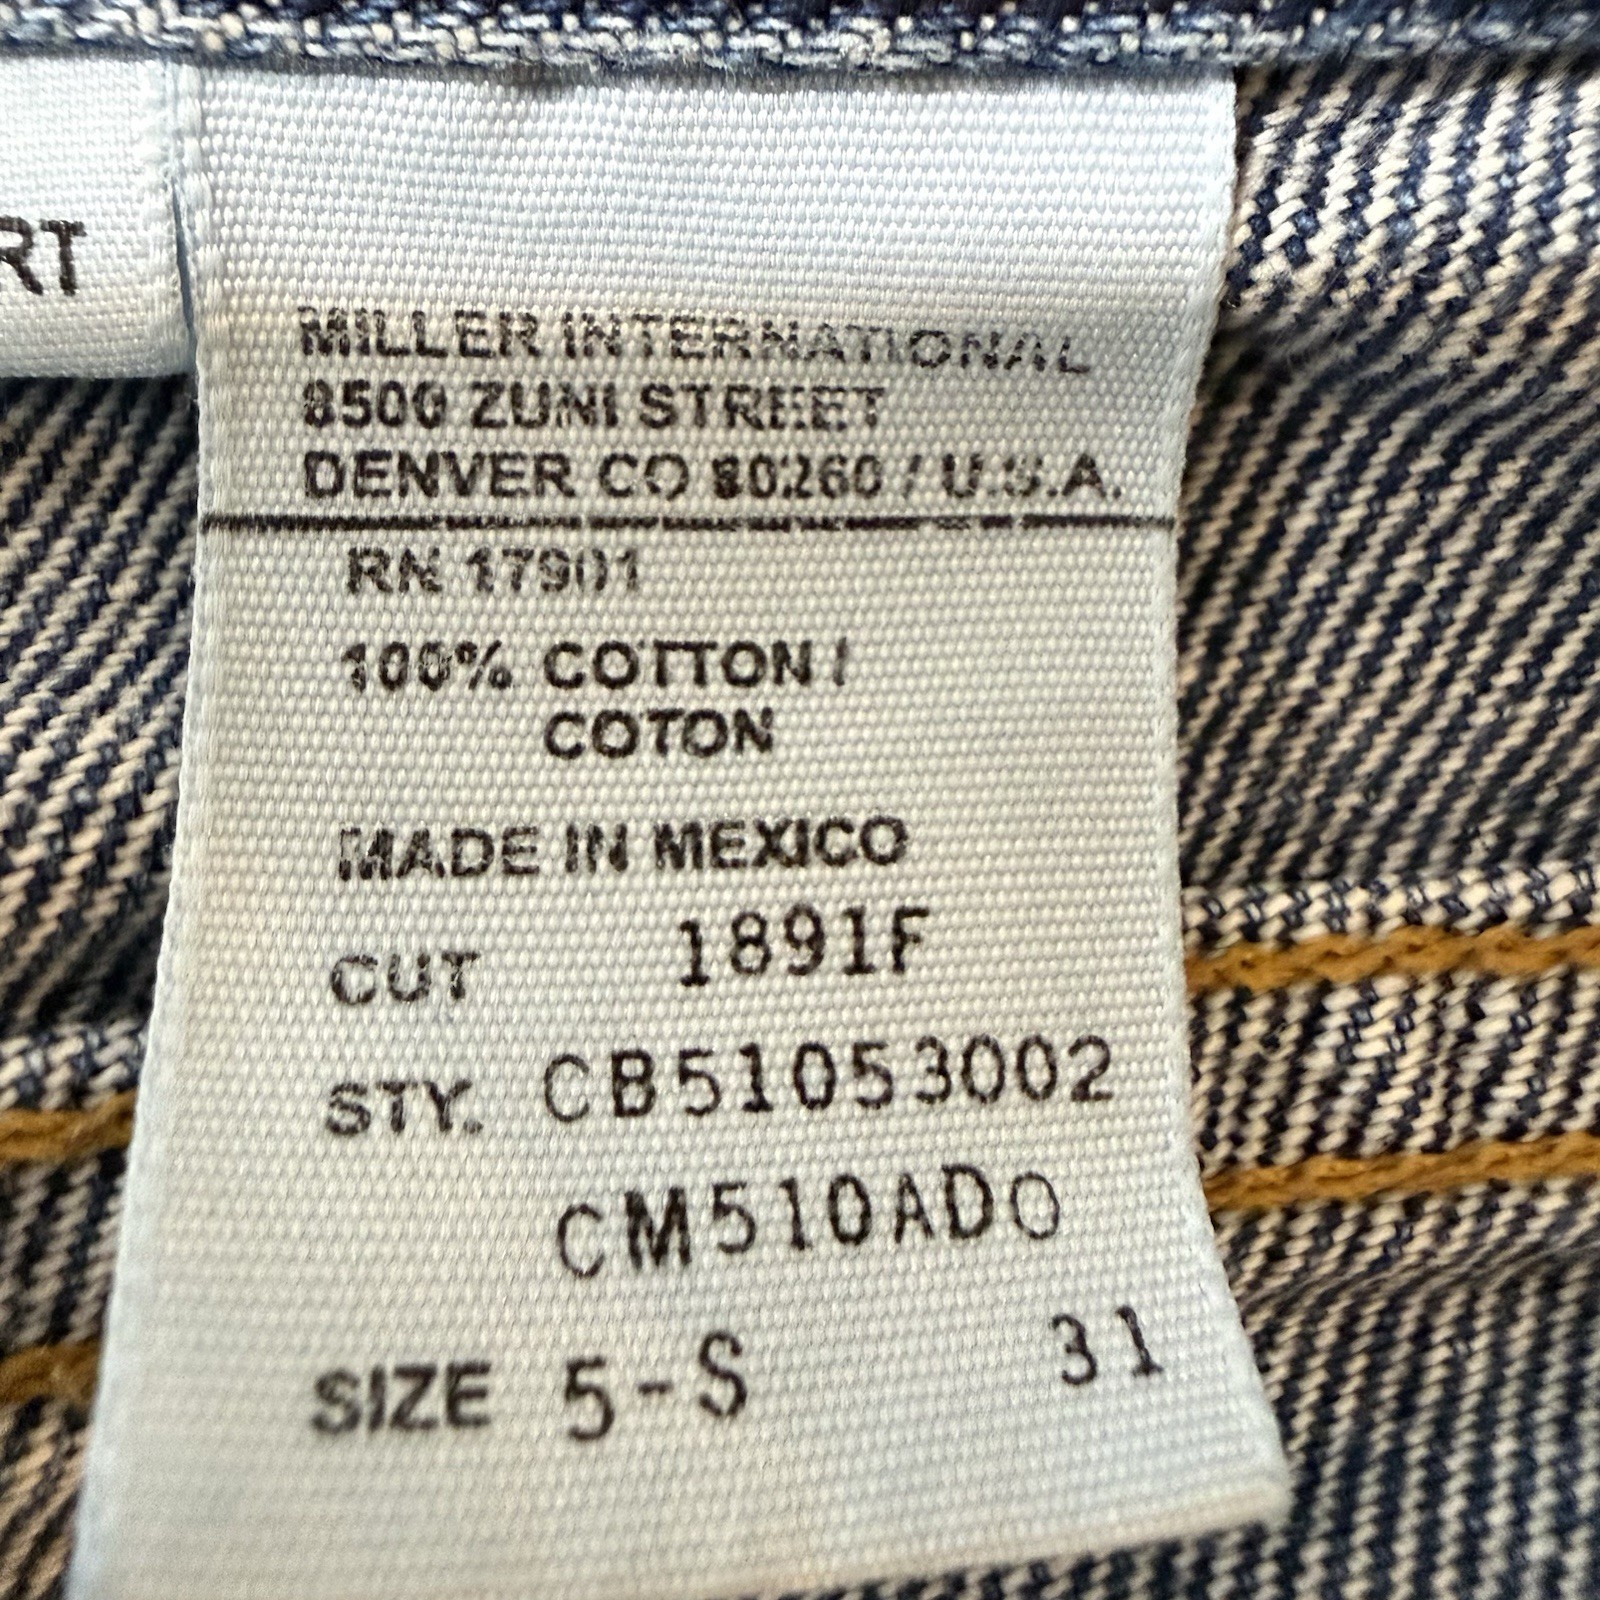 RT
MILLER INTERNATIONAL
8500 ZUNI STREET
DENVER CO 80260 / U.S.A.
RN 17901
100% COTTON /
COTON
MADE IN MEXICO
CUT 1891F
STY. CB51053002
CM510ADO
SIZE 5-S 31